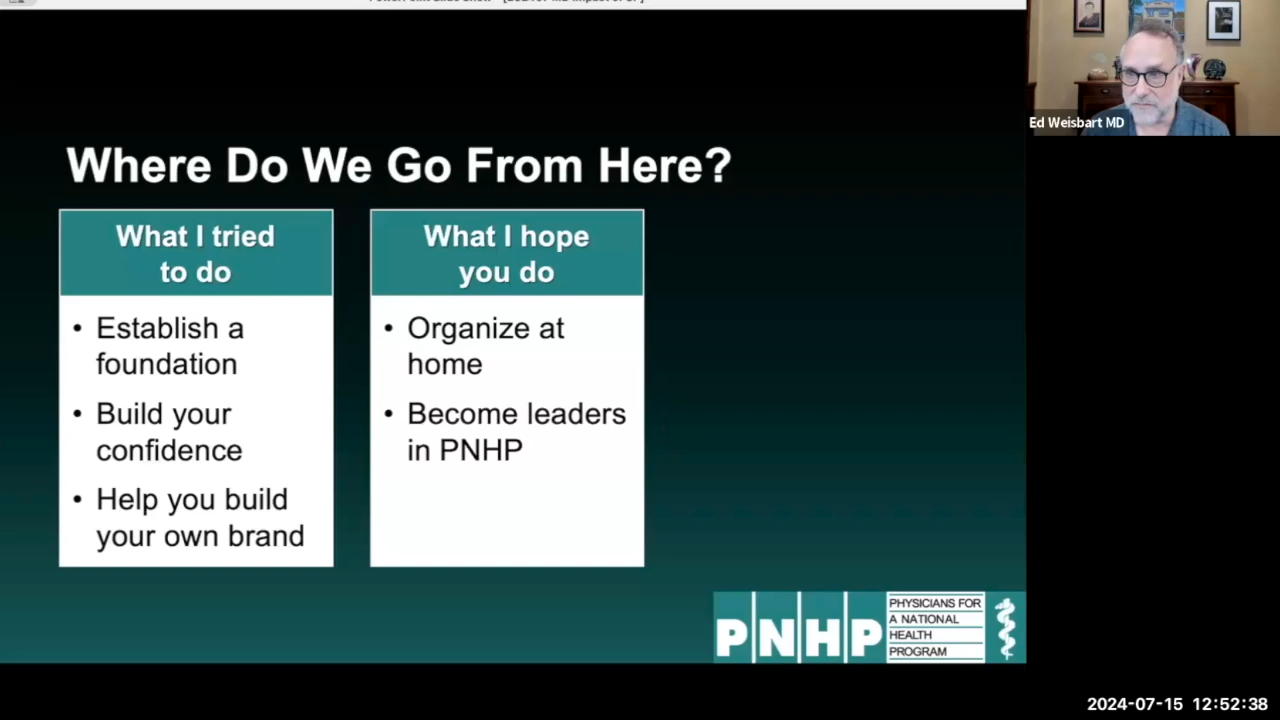 Ed Weisbart MD
Where Do We Go From Here?
What I tried
to do
• Establish a
foundation
• Build your
confidence
• Help you build
your own brand
What I hope
you do
• Organize at
home
• Become leaders
in PNHP
PNHP
PHYSICIANS FOR
A NATIONAL
HEALTH
PROGRAM
2024-07-15 12:52:38